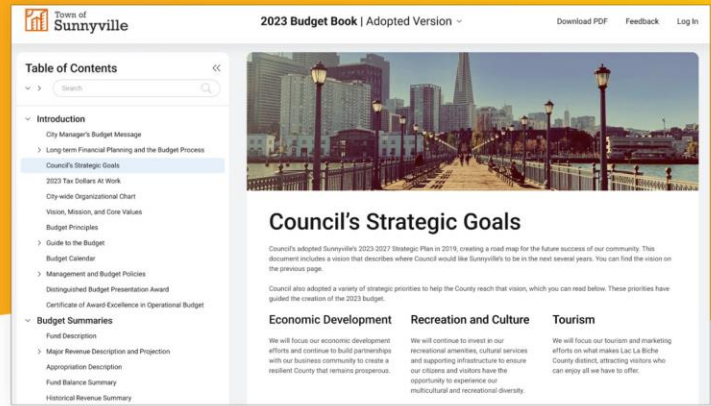 Town of
Sunnyville
2023 Budget Book | Adopted Version
Download PDF Feedback Log In
Table of Contents
Search
Introduction
City Manager's Budget Message
Long-term Financial Planning and the Budget Process
Council's Strategic Goals
2023 Tax Dollars At Work
City-wide Organizational Chart
Vision, Mission, and Core Values
Budget Principles
Guide to the Budget
Budget Calendar
Management and Budget Policies
Distinguished Budget Presentation Award
Certificate of Award-Excellence in Operational Budget
Budget Summaries
Fund Description
Major Revenue Description and Projection
Appropriation Description
Fund Balance Summary
Historical Revenue Summary
Council's Strategic Goals
Council's adopted Sunnyville's 2023-2027 Strategic Plan in 2019, creating a road map for the future success of our community. This
document includes a vision that describes where Council would like Sunnyville's to be in the next several years. You can find the vision on
the previous page.
Council also adopted a variety of strategic priorities to help the County reach that vision, which you can read below. These priorities have
guided the creation of the 2023 budget.
Economic Development
We will focus our economic development
efforts and continue to build partnerships
with our business community to create a
resilient County that remains prosperous.
Recreation and Culture
We will continue to invest in our
recreational amenities, cultural services
and supporting infrastructure to ensure
our citizens and visitors have the
opportunity to experience our
multicultural and recreational diversity.
Tourism
We will focus our tourism and marketing
efforts on what makes Lac La Biche
County distinct, attracting visitors who
can enjoy all we have to offer.